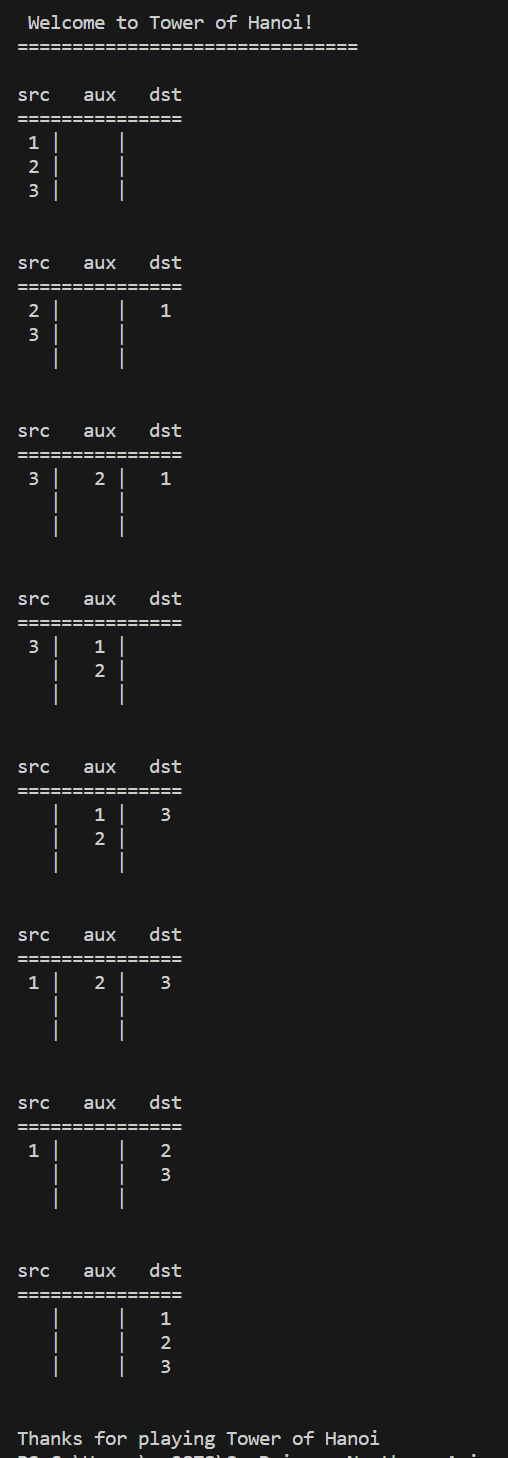 Welcome to Tower of Hanoi!
===============================
src   aux   dst
===============
 1 |     |
 2 |     |
 3 |     |
src   aux   dst
===============
 2 |     |   1
 3 |     |
   |     |
src   aux   dst
===============
 3 |   2 |   1
   |     |
   |     |
src   aux   dst
===============
 3 |   1 |
   |   2 |
   |     |
src   aux   dst
===============
   |   1 |   3
   |   2 |
   |     |
src   aux   dst
===============
 1 |   2 |   3
   |     |
   |     |
src   aux   dst
===============
 1 |     |   2
   |     |   3
   |     |
src   aux   dst
===============
   |     |   1
   |     |   2
   |     |   3
Thanks for playing Tower of Hanoi